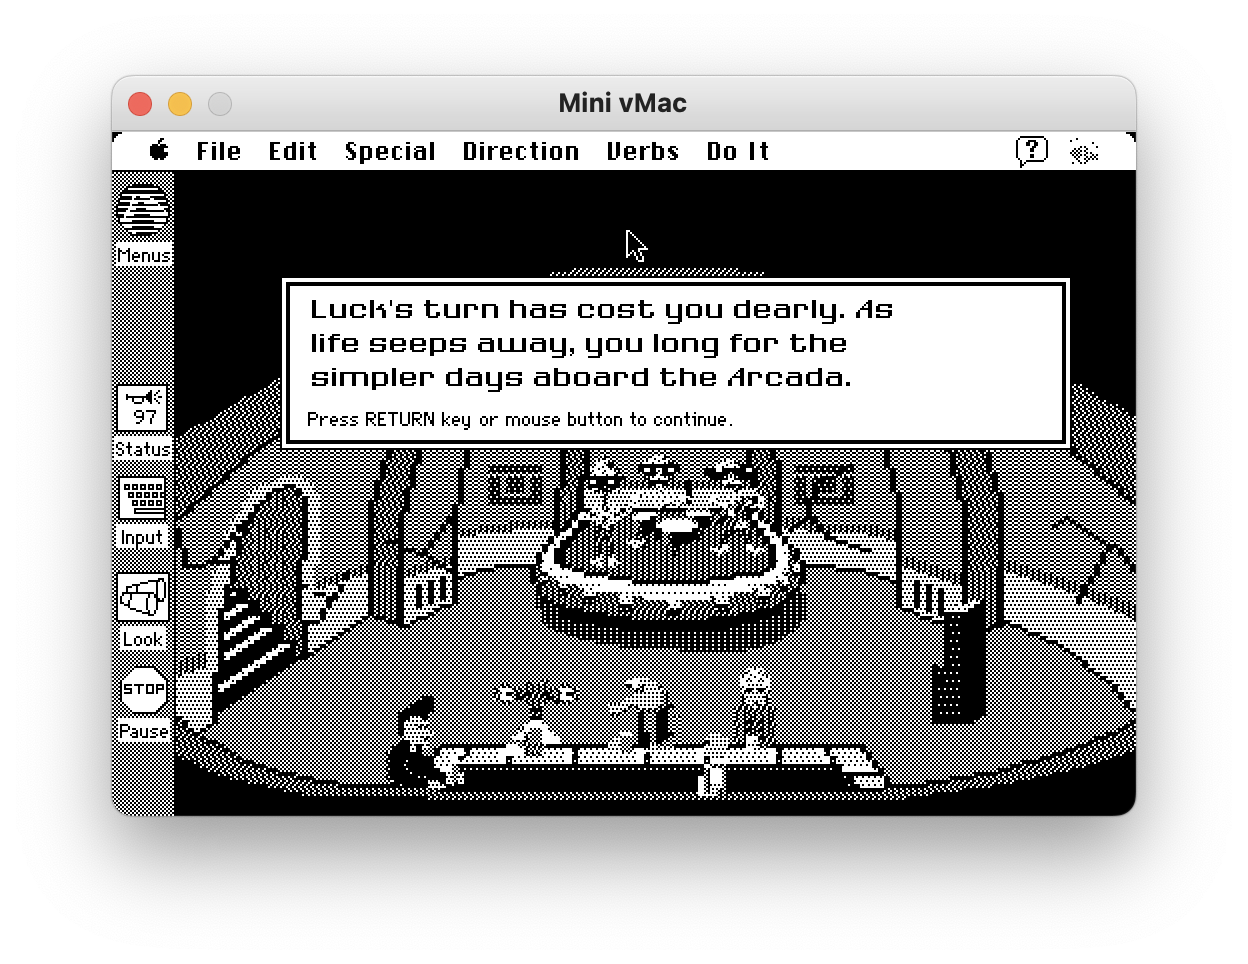 Mini vMac
File Edit Special Direction Verbs Do It ?
Menus
Luck's turn has cost you dearly. As
life seeps away, you long for the
simpler days aboard the Arcada.
Press RETURN key or mouse button to continue.
97
Status
Input
Look
STOP
Pause